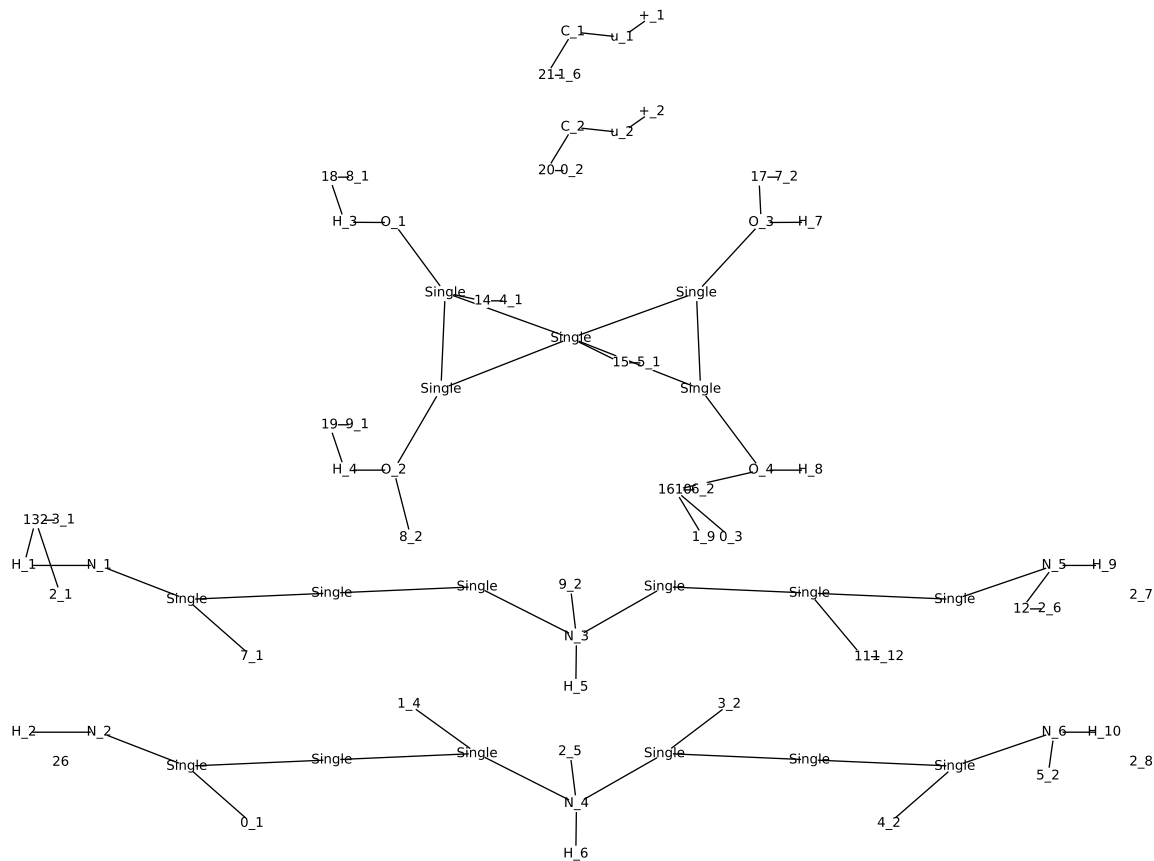 +_1
C_1 u_1
21 1_6
+_2
C_2 u_2
20 0_2
18 8_1 17 7_2
H_3 O_1 O_3 H_7
Single 14 4_1 Single
Single
15 5_1
Single Single
19 9_1
H_4 O_2 O_4 H_8
6_2
8_2 1_9 0_3
3_1
H_1 N_1 N_5 H_9
Single Single Single 9_2 Single Single Single
2_1 12 2_6 2_7
N_3
7_1 1_12
H_5
1_4 3_2
H_2 N_2 N_6 H_10
Single Single Single 2_5 Single Single Single
26 5_2 2_8
N_4
0_1 4_2
H_6